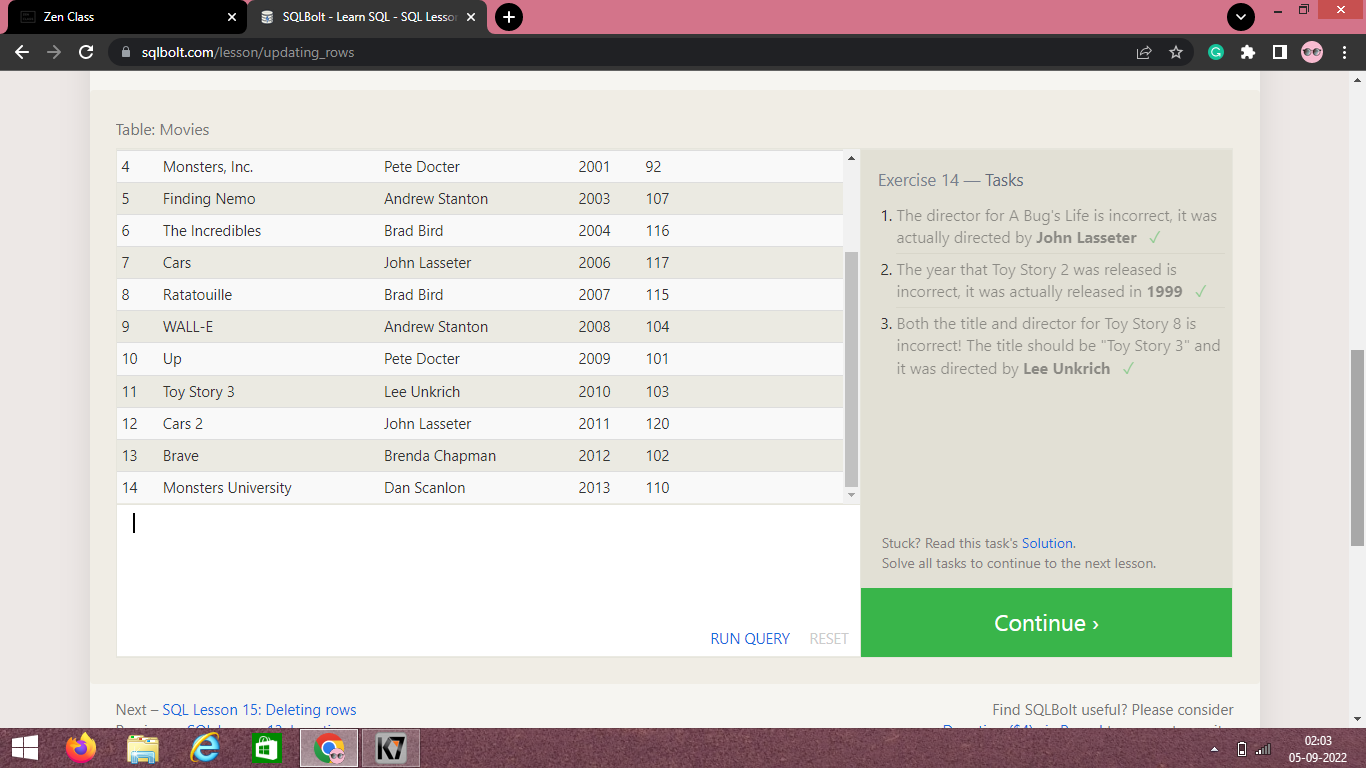 Zen Class
SQLBolt - Learn SQL - SQL Lesson
sqlbolt.com/lesson/updating_rows
Table: Movies
4 Monsters, Inc. Pete Docter 2001 92
5 Finding Nemo Andrew Stanton 2003 107
6 The Incredibles Brad Bird 2004 116
7 Cars John Lasseter 2006 117
8 Ratatouille Brad Bird 2007 115
9 WALL-E Andrew Stanton 2008 104
10 Up Pete Docter 2009 101
11 Toy Story 3 Lee Unkrich 2010 103
12 Cars 2 John Lasseter 2011 120
13 Brave Brenda Chapman 2012 102
14 Monsters University Dan Scanlon 2013 110
RUN QUERY RESET
Exercise 14 — Tasks
1. The director for A Bug's Life is incorrect, it was
actually directed by John Lasseter ✓
2. The year that Toy Story 2 was released is
incorrect, it was actually released in 1999 ✓
3. Both the title and director for Toy Story 8 is
incorrect! The title should be "Toy Story 3" and
it was directed by Lee Unkrich ✓
Stuck? Read this task's Solution.
Solve all tasks to continue to the next lesson.
Continue ›
Next – SQL Lesson 15: Deleting rows
Find SQLBolt useful? Please consider
K7
02:03
05-09-2022